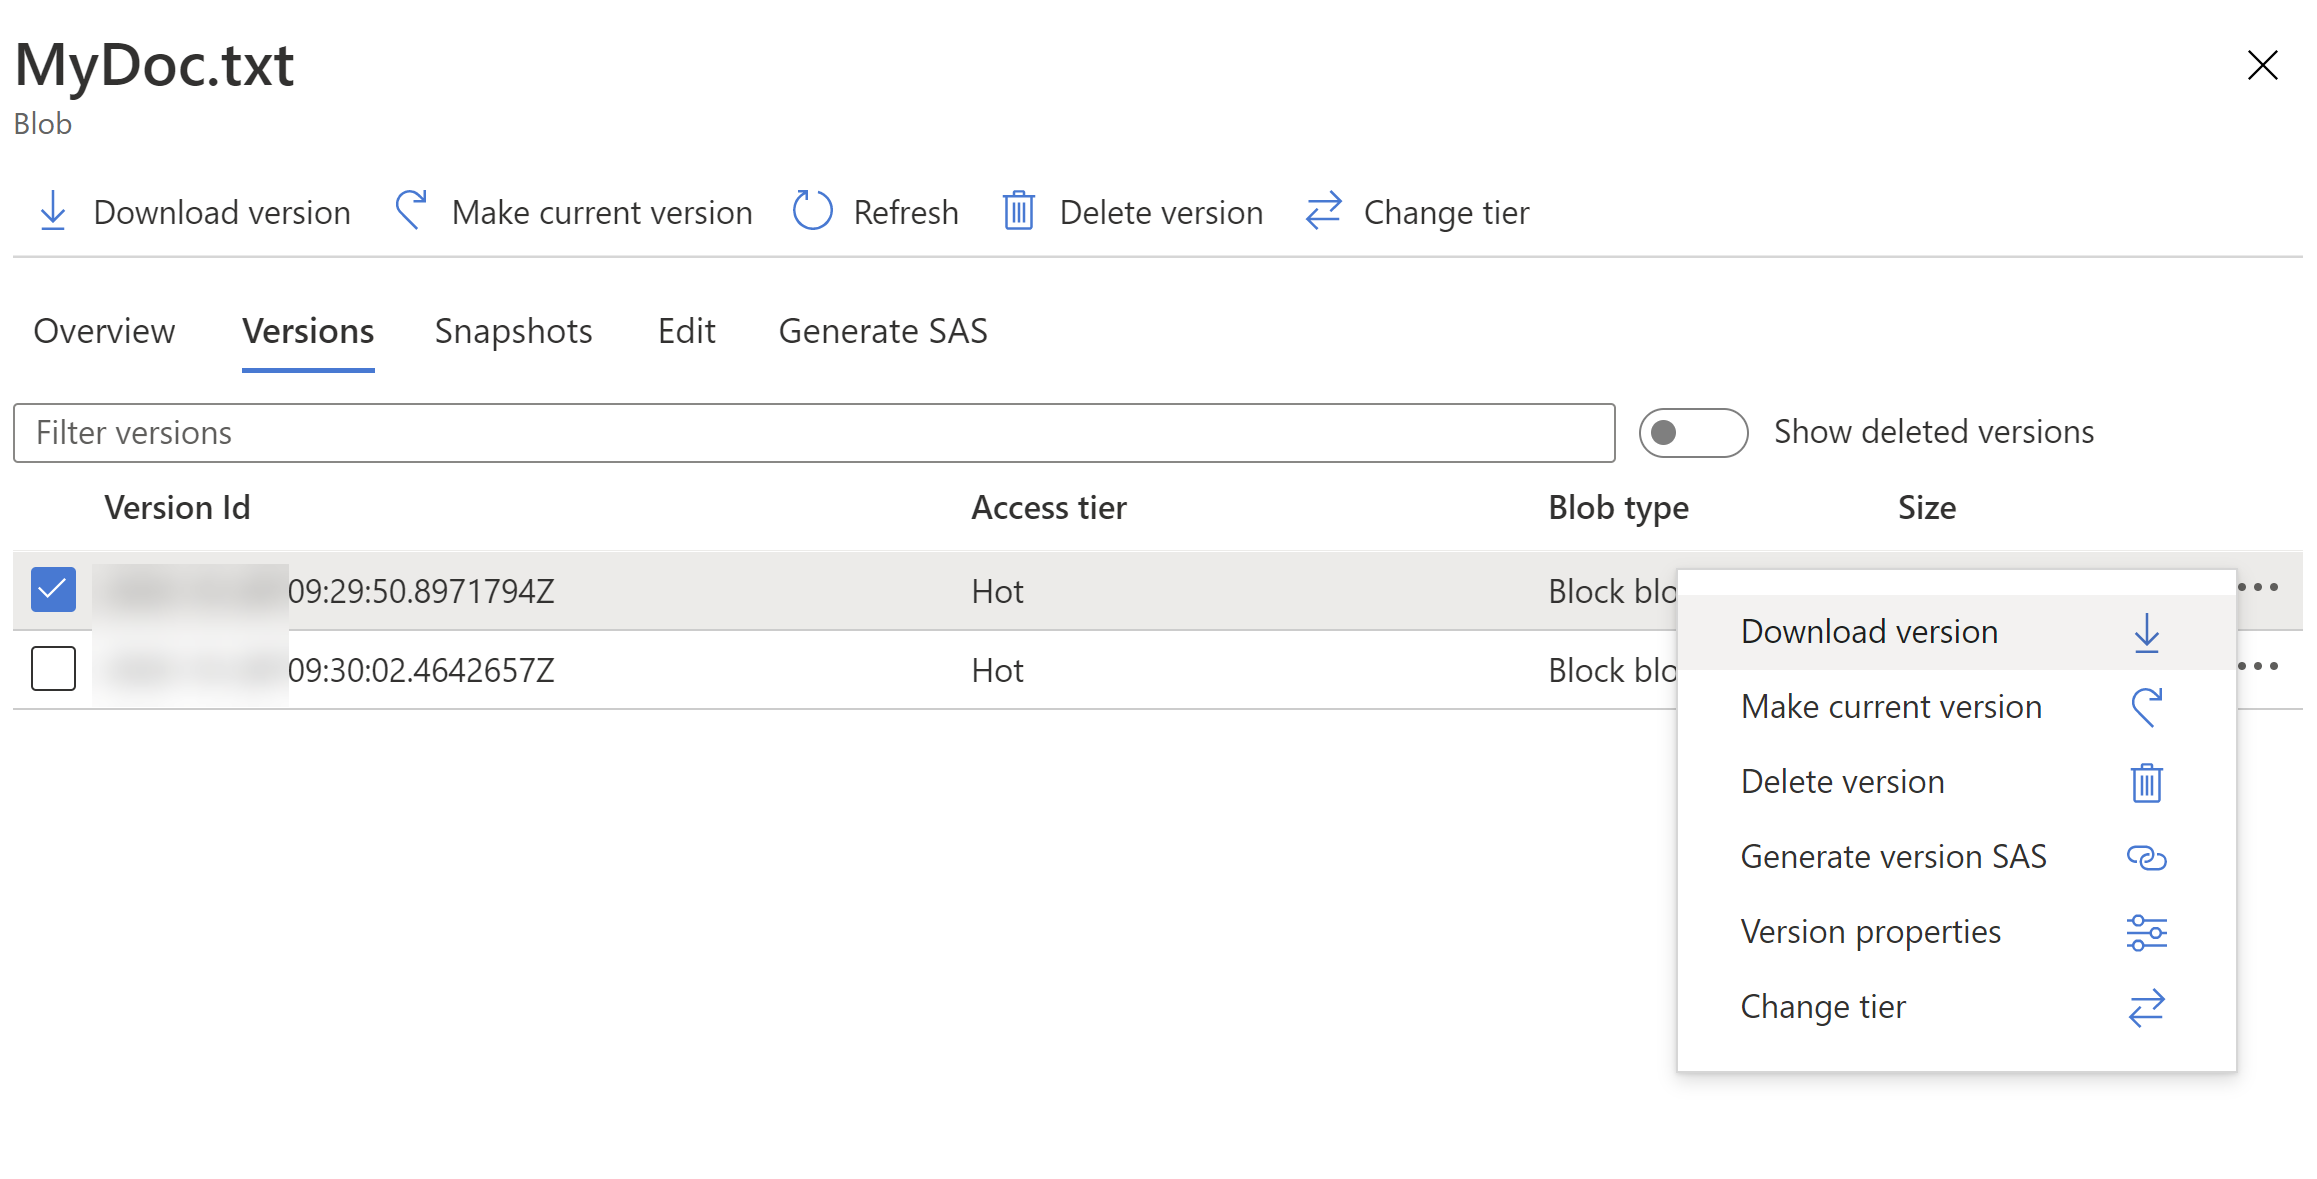 MyDoc.txt
Blob
Download version Make current version Refresh Delete version Change tier
Overview Versions Snapshots Edit Generate SAS
Filter versions Show deleted versions
Version Id Access tier Blob type Size
09:29:50.8971794Z Hot Block blo
09:30:02.4642657Z Hot Block blo
Download version
Make current version
Delete version
Generate version SAS
Version properties
Change tier